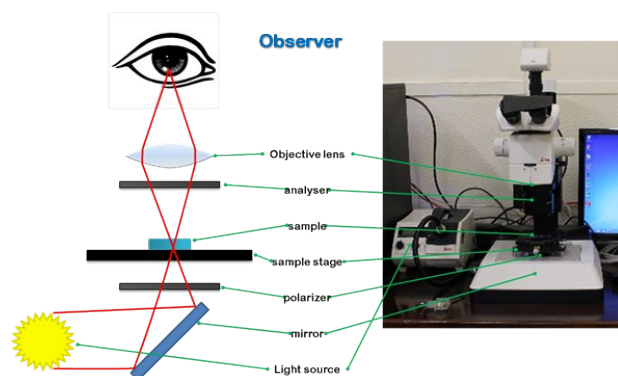 Observer
Objective lens
analyser
sample
sample stage
polarizer
mirror
Light source